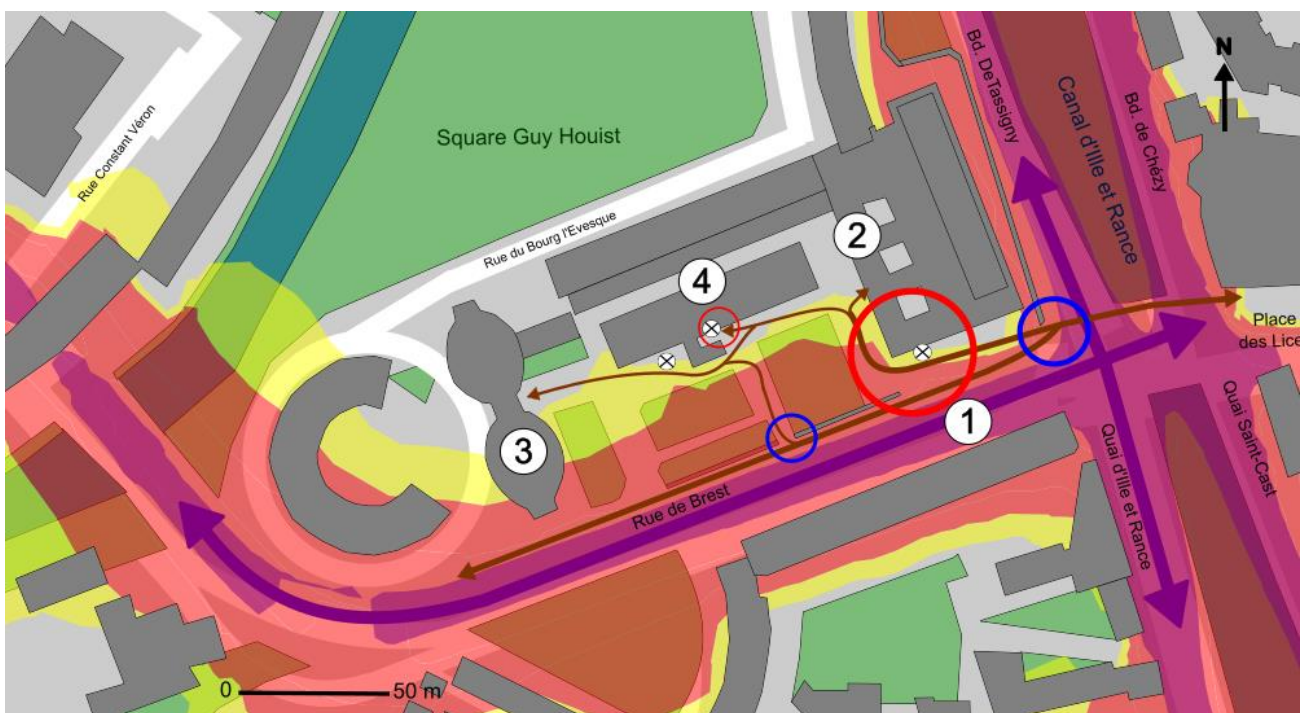 N
Bd. DeTassigny
Canal d'Ille et Rance
Bd. de Chézy
Rue Constant Véron
Square Guy Houist
Rue du Bourg l'Evesque
2
4
Place
des Lice
1
3
Rue de Brest
Quai d'Ille et Rance
Quai Saint-Cast
0
50 m